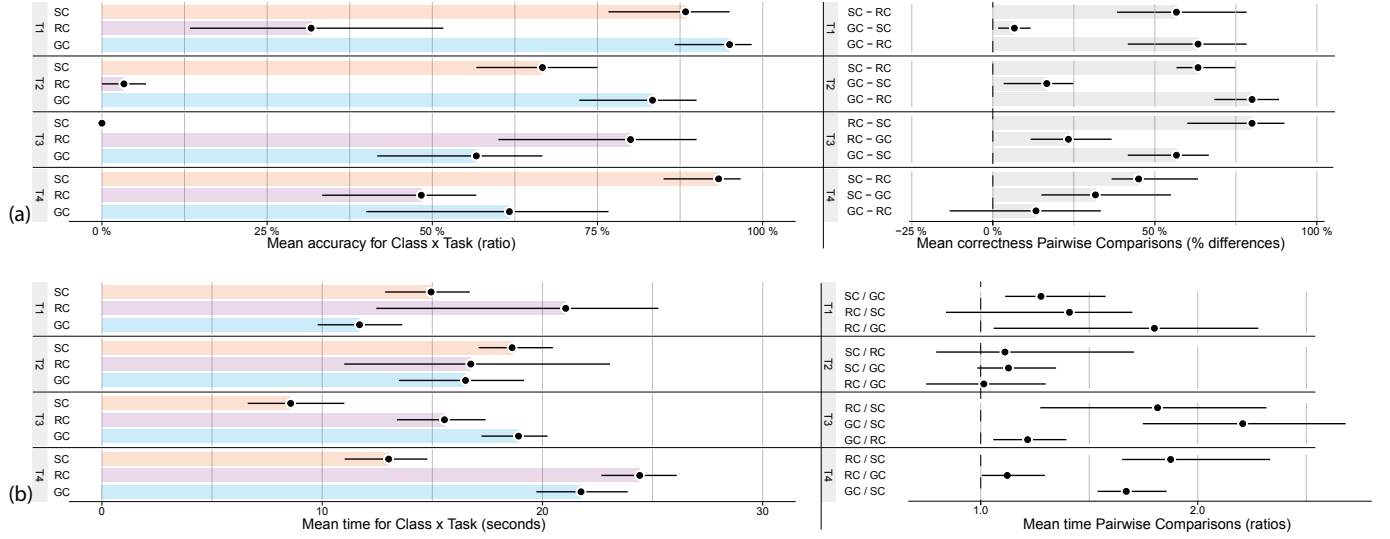 T1
SC
RC
GC
T2
SC
RC
GC
T3
SC
RC
GC
T4
SC
RC
GC
(a)
0 % 25 % 50 % 75 % 100 %
Mean accuracy for Class x Task (ratio)
T1
SC − RC
GC − SC
GC − RC
T2
SC − RC
GC − SC
GC − RC
T3
RC − SC
RC − GC
GC − SC
T4
SC − RC
SC − GC
GC − RC
−25 % 0 % 50 % 100 %
Mean correctness Pairwise Comparisons (% differences)
T1
SC
RC
GC
T2
SC
RC
GC
T3
SC
RC
GC
T4
SC
RC
GC
(b)
0 10 20 30
Mean time for Class x Task (seconds)
T1
SC / GC
RC / SC
RC / GC
T2
SC / RC
SC / GC
RC / GC
T3
RC / SC
GC / SC
GC / RC
T4
RC / SC
RC / GC
GC / SC
1.0 2.0
Mean time Pairwise Comparisons (ratios)